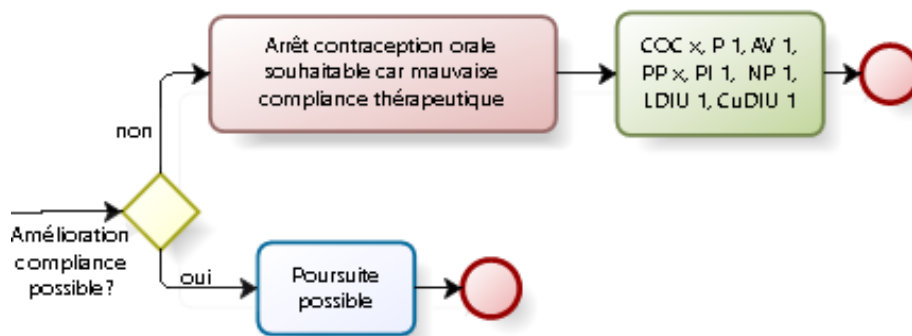 Arrêt contraception orale
souhaitable car mauvaise
compliance thérapeutique
COC x, P 1, AV 1,
PP x, PI 1, NP 1,
LDIU 1, CuDIU 1
non
Amélioration
compliance
possible?
oui
Poursuite
possible